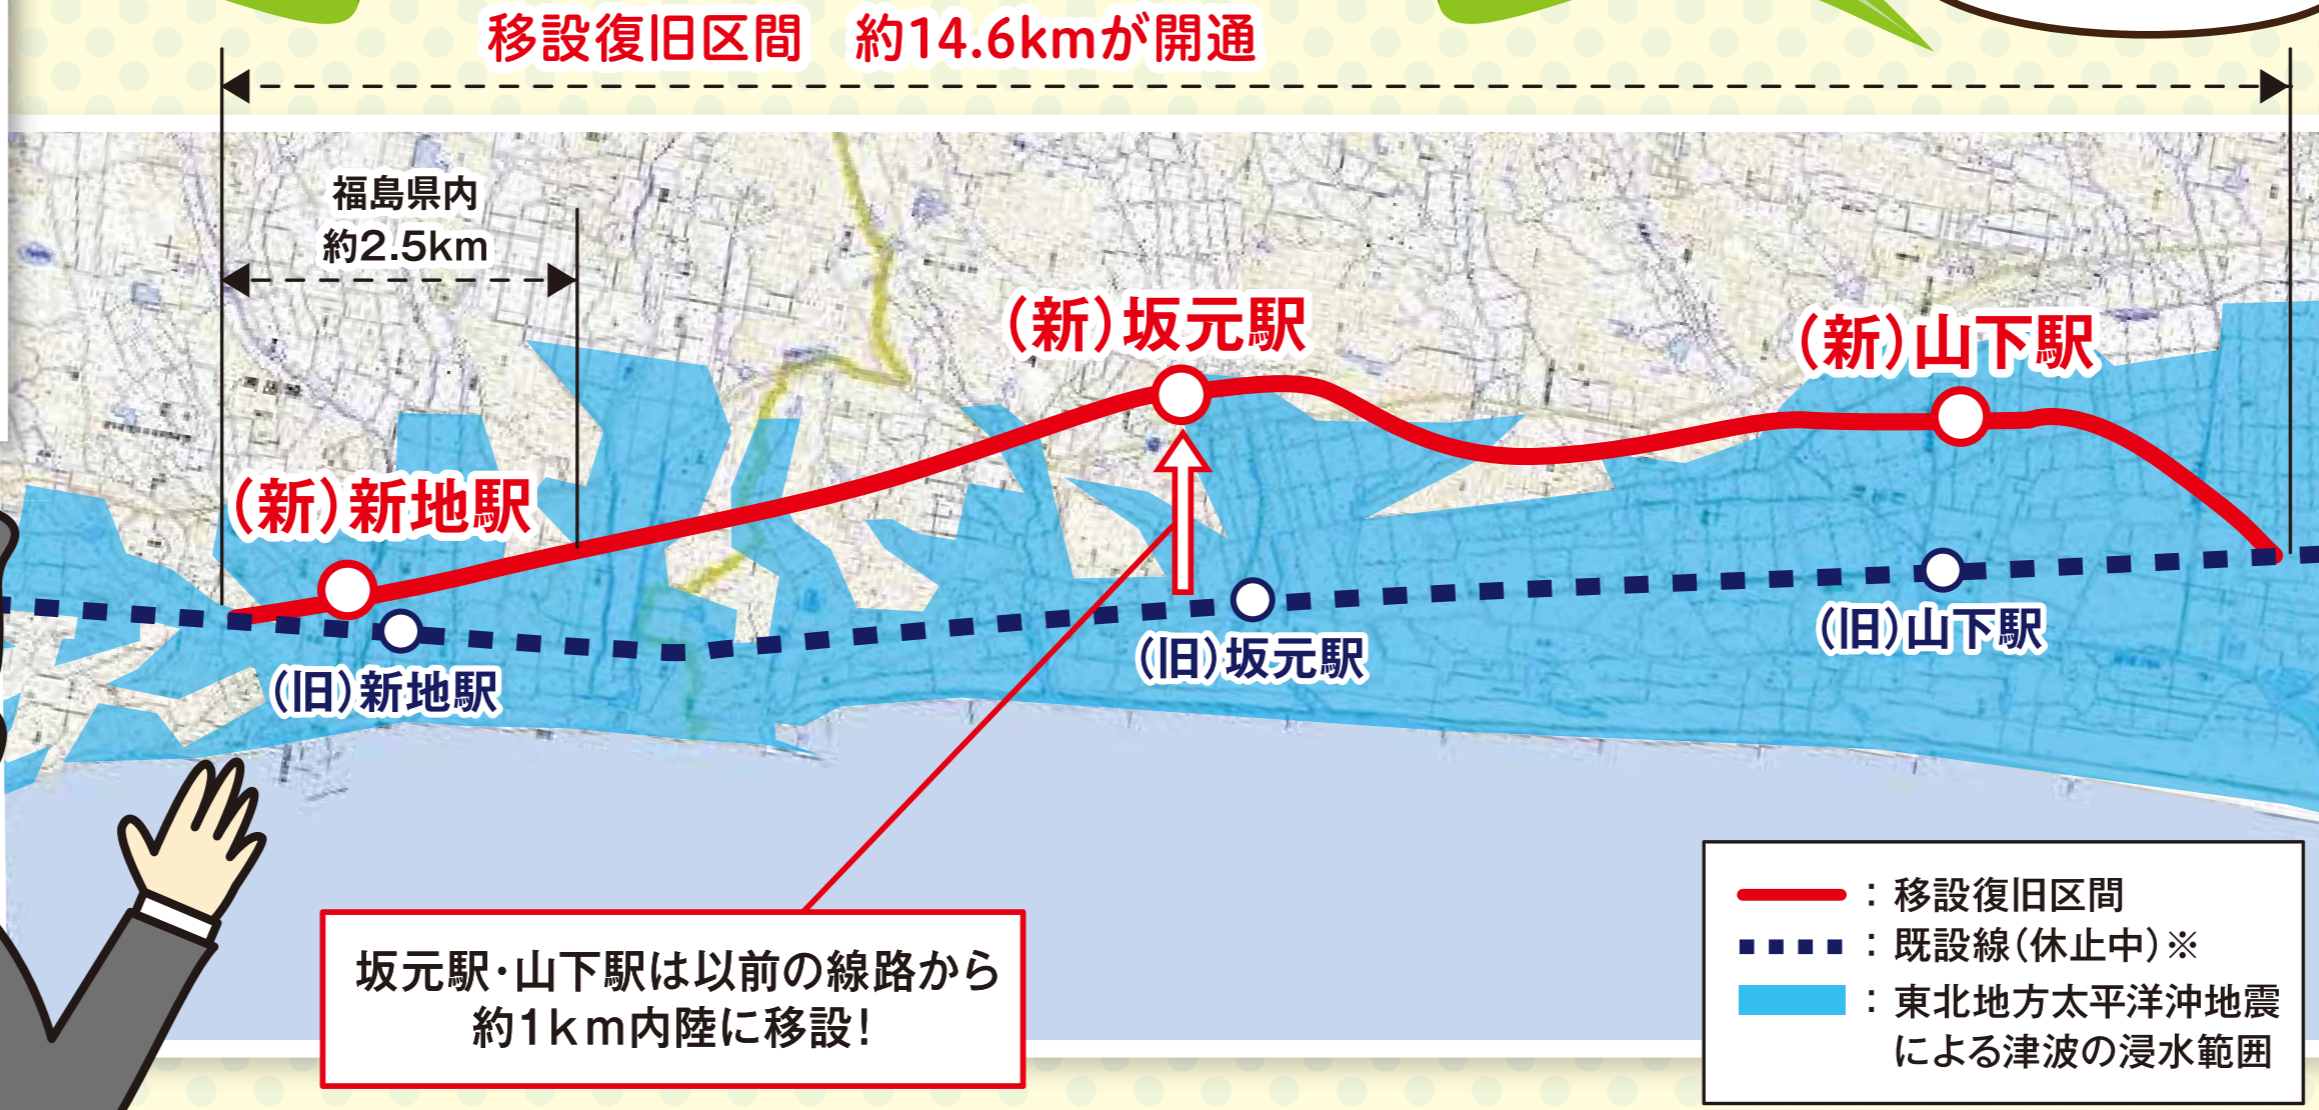 移設復旧区間　約14.6kmが開通
福島県内
約2.5km
(新)坂元駅
(新)山下駅
(新)新地駅
(旧)新地駅
(旧)坂元駅
(旧)山下駅
坂元駅･山下駅は以前の線路から
約1km内陸に移設!
：移設復旧区間
：既設線(休止中)※
：東北地方太平洋沖地震
による津波の浸水範囲